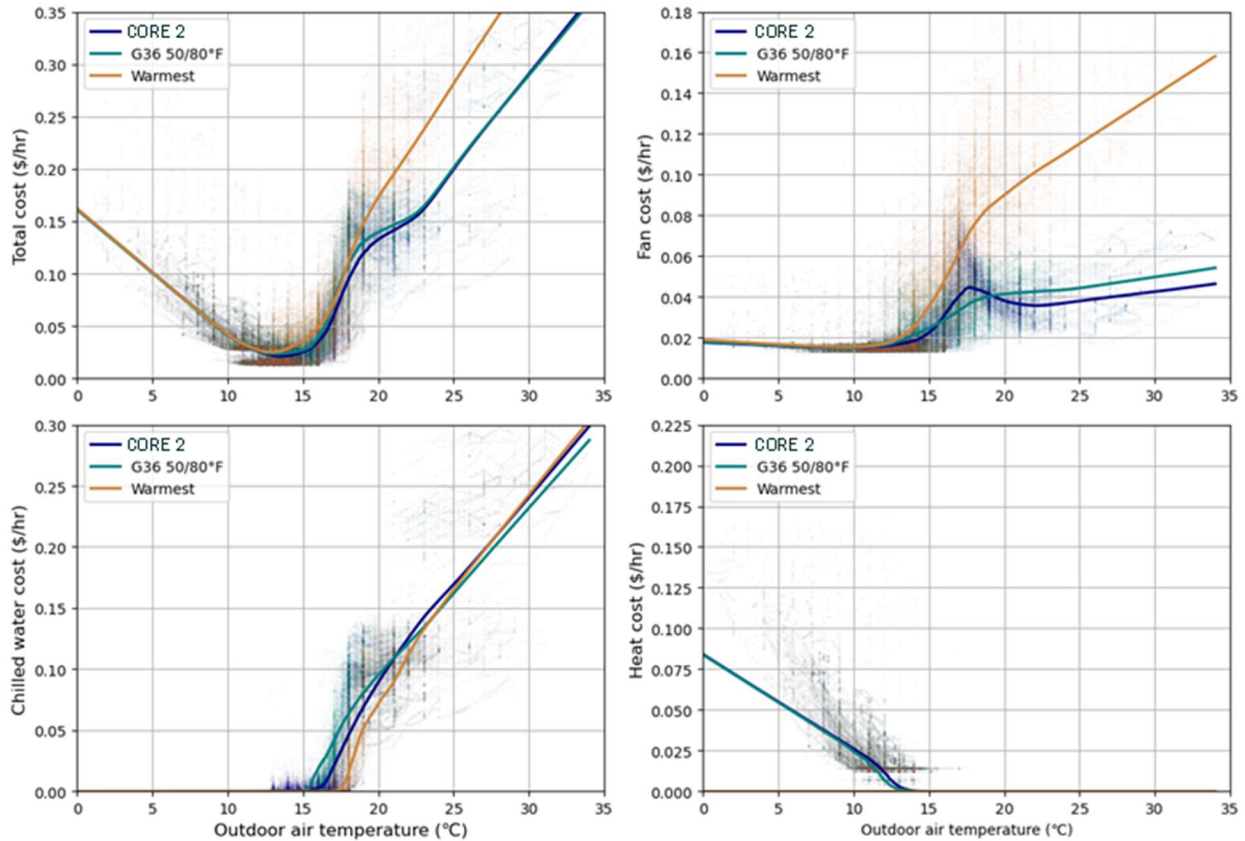 Total cost ($/hr)
0.35
0.30
0.25
0.20
0.15
0.10
0.05
0.00
CORE 2
G36 50/80°F
Warmest
0 5 10 15 20 25 30 35
Fan cost ($/hr)
0.18
0.16
0.14
0.12
0.10
0.08
0.06
0.04
0.02
0.00
CORE 2
G36 50/80°F
Warmest
0 5 10 15 20 25 30 35
Chilled water cost ($/hr)
0.30
0.25
0.20
0.15
0.10
0.05
0.00
CORE 2
G36 50/80°F
Warmest
0 5 10 15 20 25 30 35
Outdoor air temperature (℃)
Heat cost ($/hr)
0.225
0.200
0.175
0.150
0.125
0.100
0.075
0.050
0.025
0.000
CORE 2
G36 50/80°F
Warmest
0 5 10 15 20 25 30 35
Outdoor air temperature (℃)